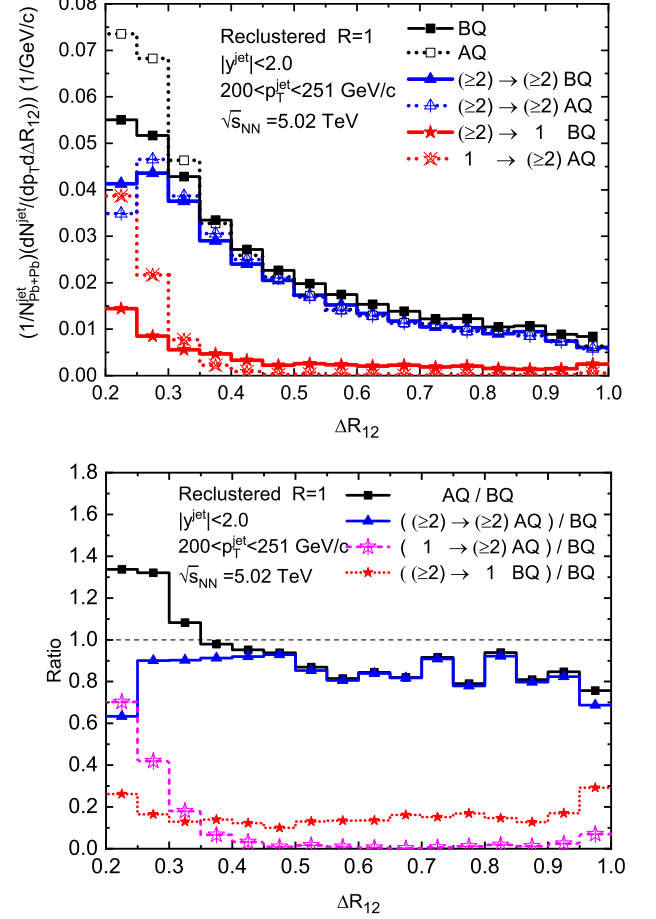 0.08
0.07
0.06
0.05
0.04
0.03
0.02
0.01
0.00
(1/N^jet_Pb+Pb)(dN^jet/(dp_TdΔR_12)) (1/GeV/c)
Reclustered R=1
|y^jet|<2.0
200<p_T^jet<251 GeV/c
√s_NN=5.02 TeV
BQ
AQ
(≥2) → (≥2) BQ
(≥2) → (≥2) AQ
(≥2) → 1 BQ
1 → (≥2) AQ
0.2 0.3 0.4 0.5 0.6 0.7 0.8 0.9 1.0
ΔR_12
1.8
1.6
1.4
1.2
1.0
0.8
0.6
0.4
0.2
0.0
Ratio
Reclustered R=1
|y^jet|<2.0
200<p_T^jet<251 GeV/c
√s_NN =5.02 TeV
AQ / BQ
( (≥2) → (≥2) AQ ) / BQ
( 1 → (≥2) AQ ) / BQ
( (≥2) → 1 BQ ) / BQ
0.2 0.3 0.4 0.5 0.6 0.7 0.8 0.9 1.0
ΔR_12